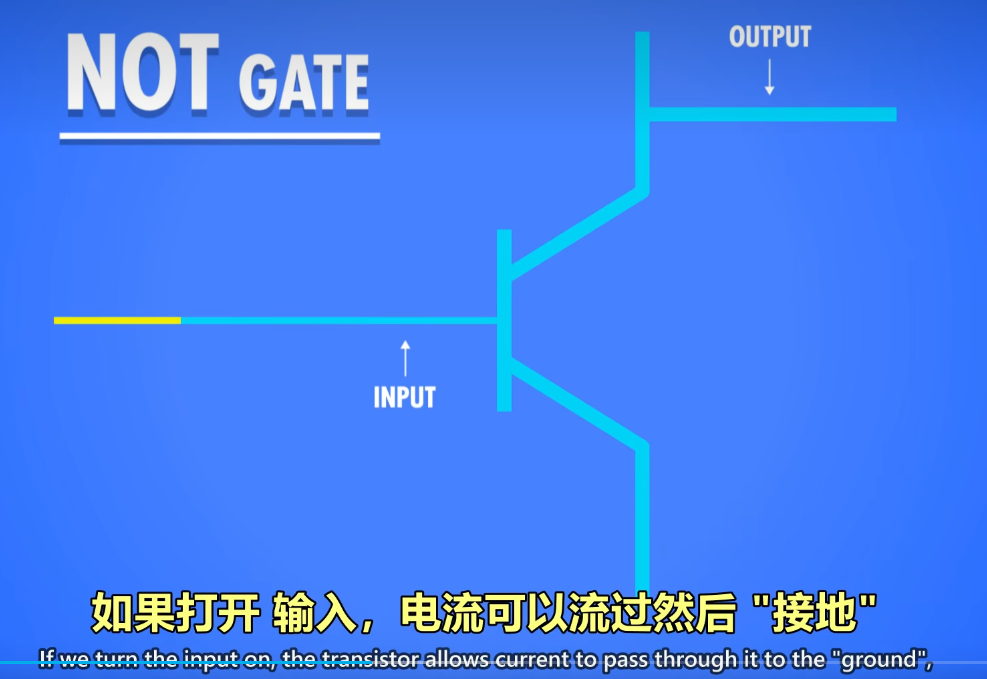 NOT GATE
OUTPUT
INPUT
如果打开 输入，电流可以流过然后 "接地"
If we turn the input on, the transistor allows current to pass through it to the "ground",